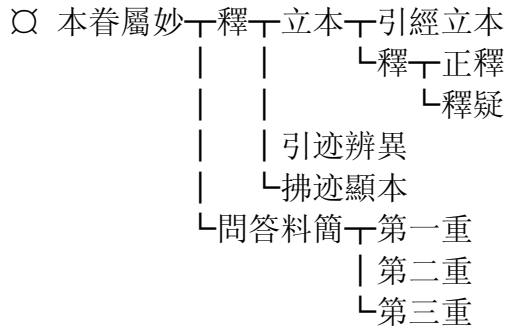 ¤ 本眷屬妙┬釋┬立本┬引經立本
│ │ └釋┬正釋
│ │ └釋疑
│ │引迹辨異
│ └拂迹顯本
└問答料簡┬第一重
│第二重
└第三重